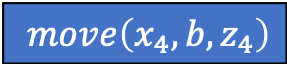 move(x₄, b, z₄)